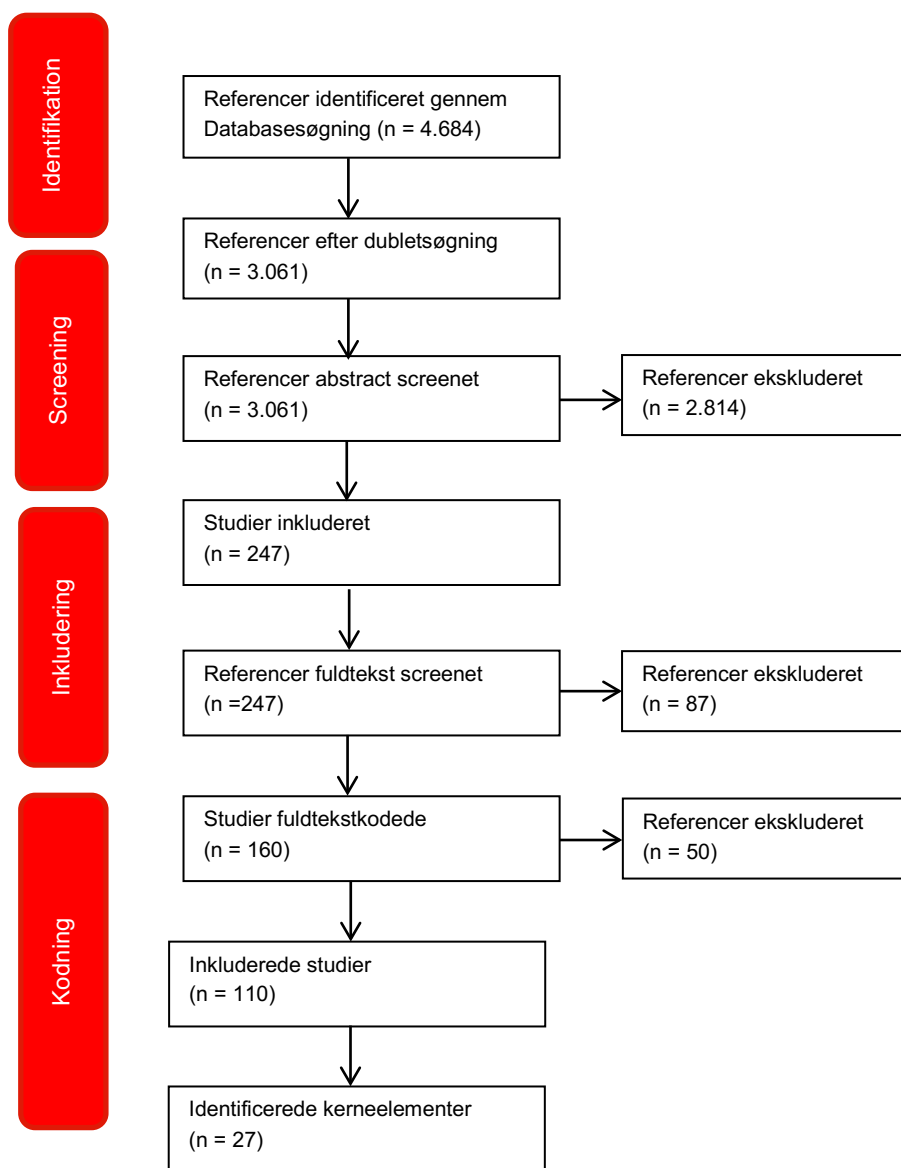 Identifikation
Referencer identificeret gennem
Databasesøgning (n = 4.684)
Referencer efter dubletsøgning
(n = 3.061)
Screening
Referencer abstract screenet
(n = 3.061)
Referencer ekskluderet
(n = 2.814)
Studier inkluderet
(n = 247)
Inkludering
Referencer fuldtekst screenet
(n =247)
Referencer ekskluderet
(n = 87)
Studier fuldtekstkodede
(n = 160)
Referencer ekskluderet
(n = 50)
Kodning
Inkluderede studier
(n = 110)
Identificerede kerneelementer
(n = 27)